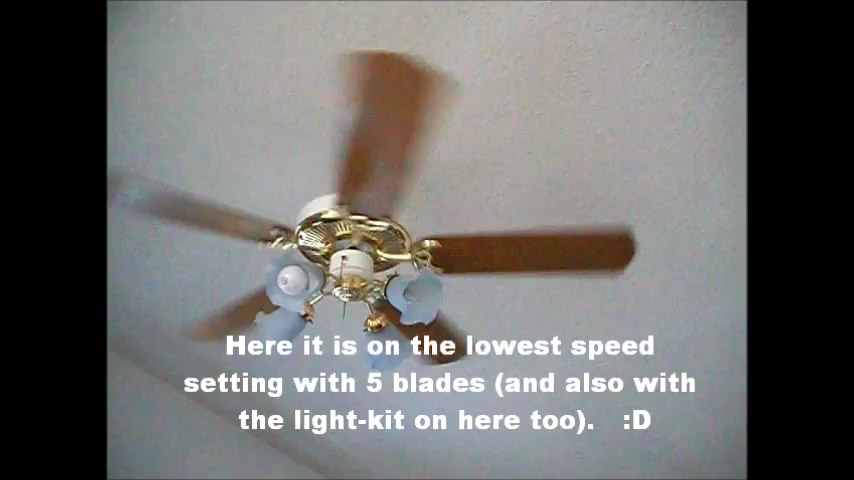 Here it is on the lowest speed
setting with 5 blades (and also with
the light-kit on here too).   :D